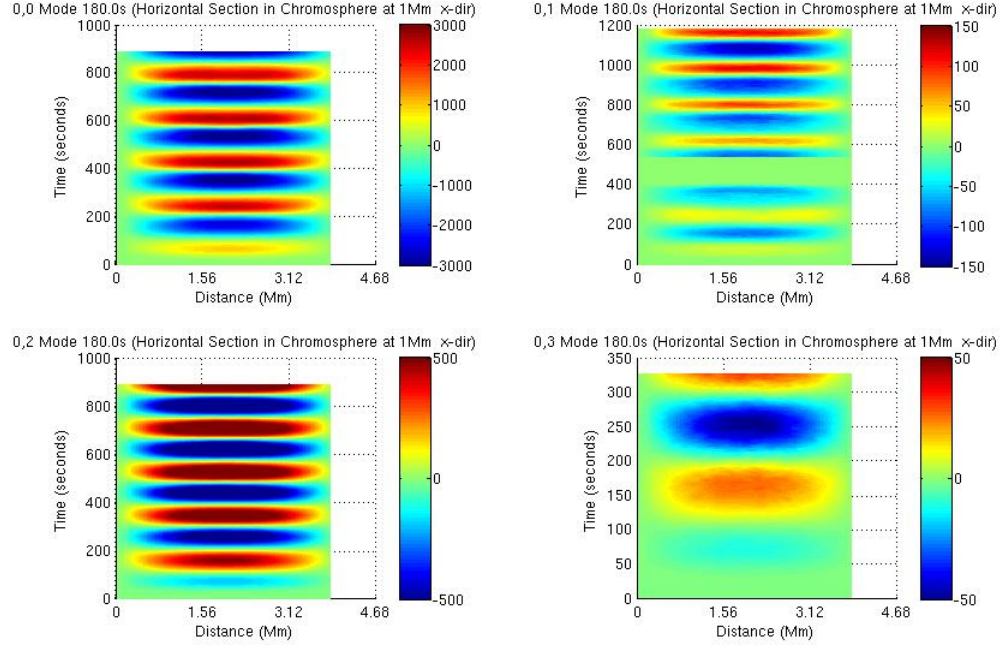 0,0 Mode 180.0s (Horizontal Section in Chromosphere at 1Mm x-dir)
1000
800
600
400
200
0
Time (seconds)
0 1.56 3.12 4.68
Distance (Mm)
3000
2000
1000
0
-1000
-2000
-3000
0,1 Mode 180.0s (Horizontal Section in Chromosphere at 1Mm x-dir)
1200
1000
800
600
400
200
0
Time (seconds)
0 1.56 3.12 4.68
Distance (Mm)
150
100
50
0
-50
-100
-150
0,2 Mode 180.0s (Horizontal Section in Chromosphere at 1Mm x-dir)
1000
800
600
400
200
0
Time (seconds)
0 1.56 3.12 4.68
Distance (Mm)
500
0
-500
0,3 Mode 180.0s (Horizontal Section in Chromosphere at 1Mm x-dir)
350
300
250
200
150
100
50
0
Time (seconds)
0 1.56 3.12 4.68
Distance (Mm)
50
0
-50